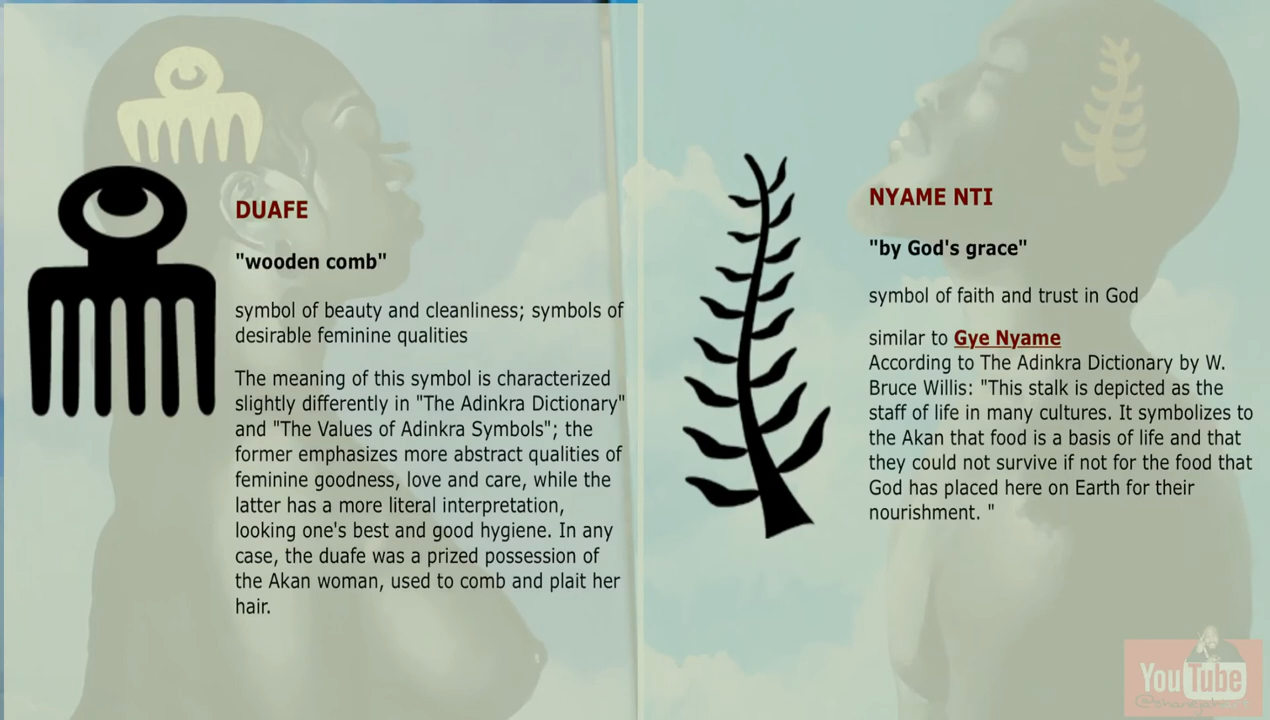 DUAFE
"wooden comb"
symbol of beauty and cleanliness; symbols of
desirable feminine qualities
The meaning of this symbol is characterized
slightly differently in "The Adinkra Dictionary"
and "The Values of Adinkra Symbols"; the
former emphasizes more abstract qualities of
feminine goodness, love and care, while the
latter has a more literal interpretation,
looking one's best and good hygiene. In any
case, the duafe was a prized possession of
the Akan woman, used to comb and plait her
hair.
NYAME NTI
"by God's grace"
symbol of faith and trust in God
similar to Gye Nyame
According to The Adinkra Dictionary by W.
Bruce Willis: "This stalk is depicted as the
staff of life in many cultures. It symbolizes to
the Akan that food is a basis of life and that
they could not survive if not for the food that
God has placed here on Earth for their
nourishment. "
YouTube